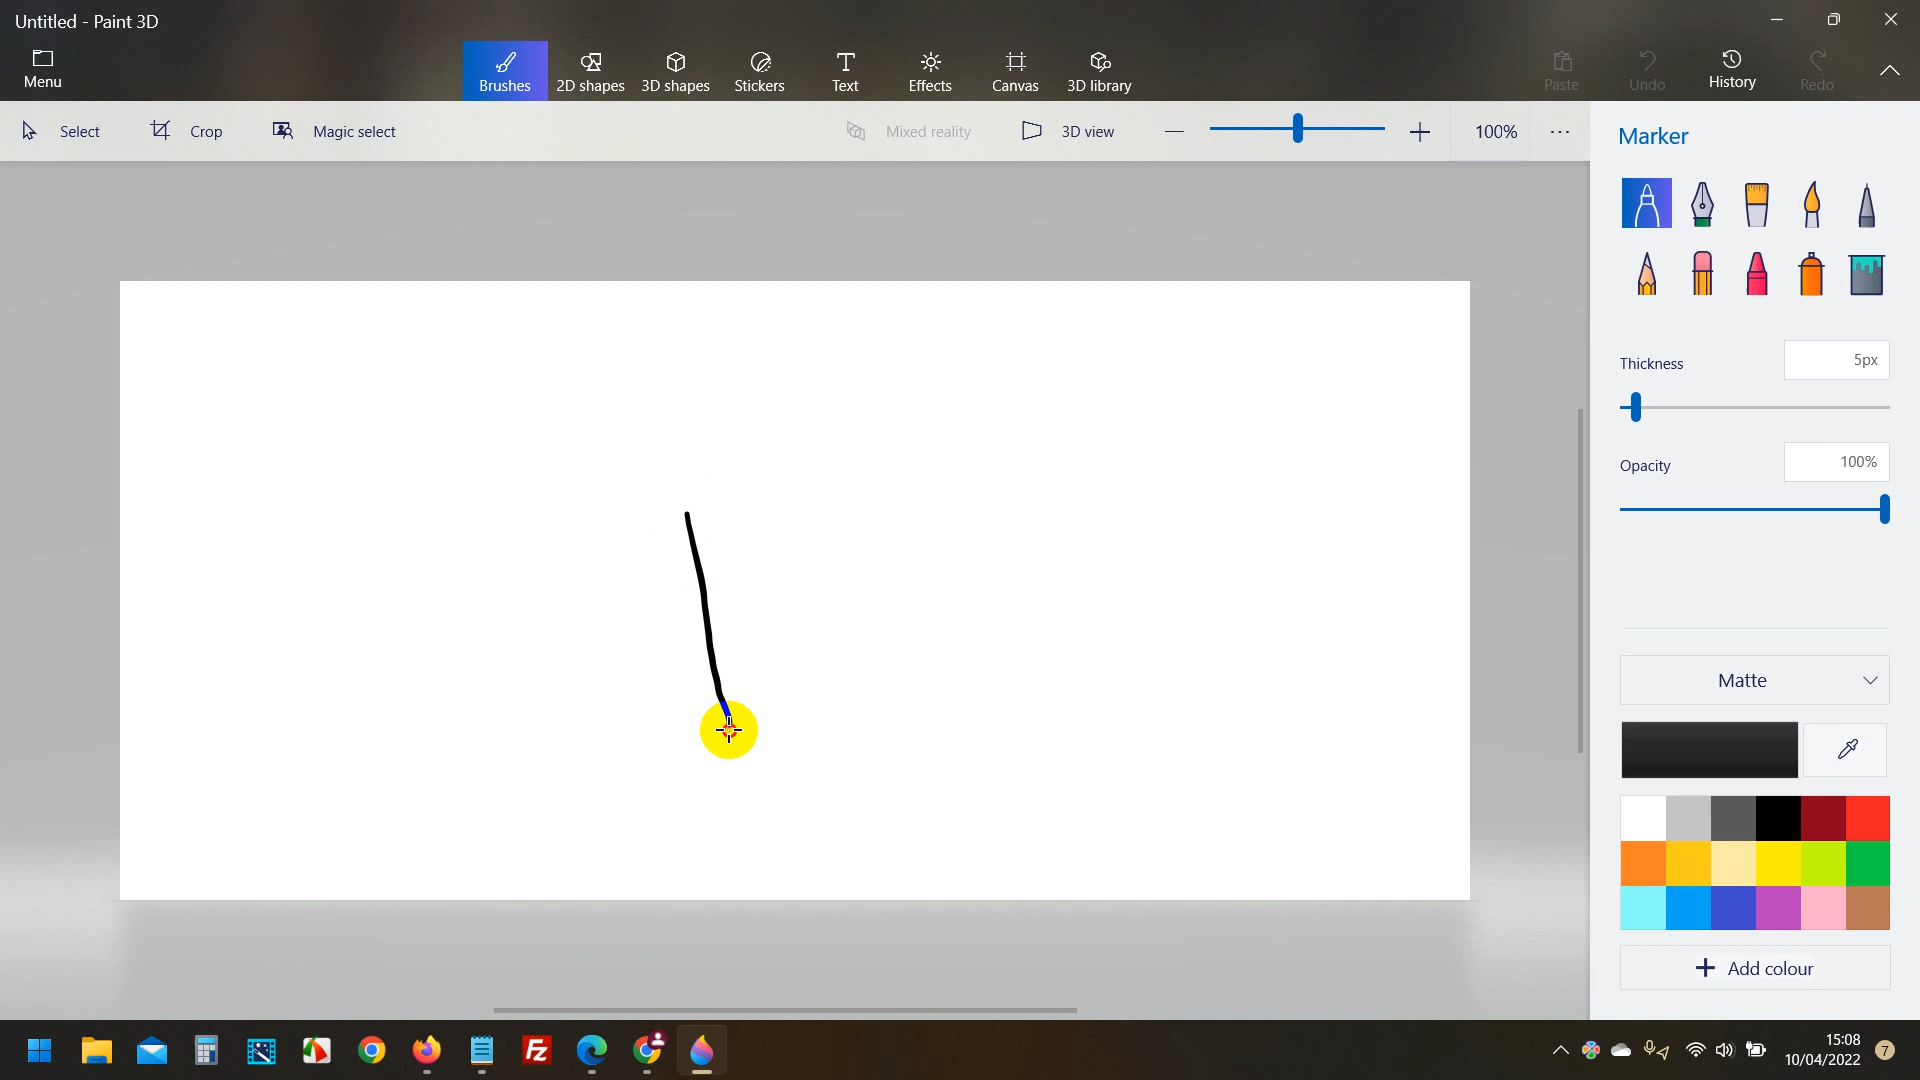 Untitled - Paint 3D
Menu
Brushes
2D shapes
3D shapes
Stickers
Text
Effects
Canvas
3D library
Paste
Undo
History
Redo
Select
Crop
Magic select
Mixed reality
3D view
100%
Marker
Thickness
5px
Opacity
100%
Matte
Add colour
Fz
15:08
10/04/2022
7